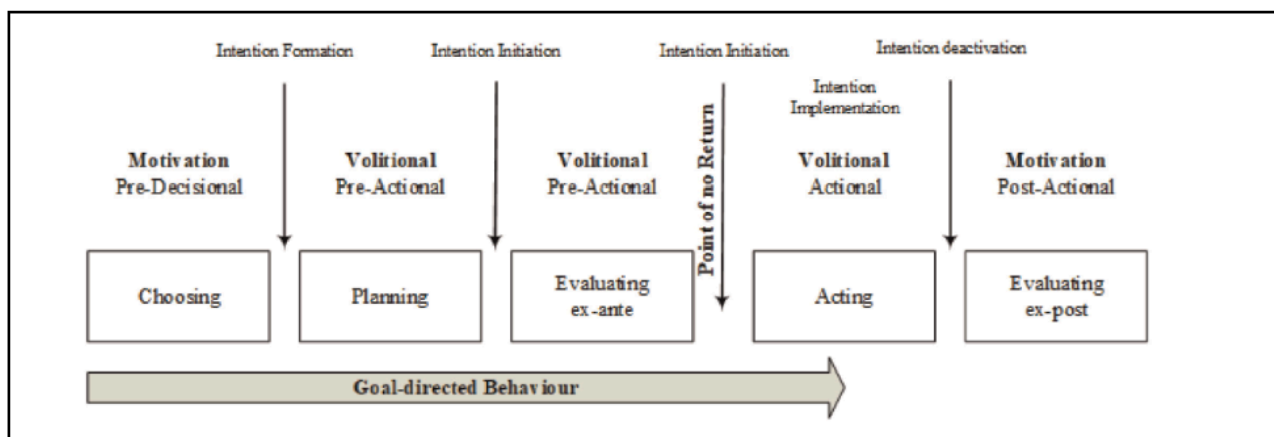 Intention Formation
Intention Initiation
Intention Initiation
Intention deactivation
Intention
Implementation
Motivation
Pre-Decisional
Volitional
Pre-Actional
Volitional
Pre-Actional
Point of no Return
Volitional
Actional
Motivation
Post-Actional
Choosing
Planning
Evaluating
ex-ante
Acting
Evaluating
ex-post
Goal-directed Behaviour